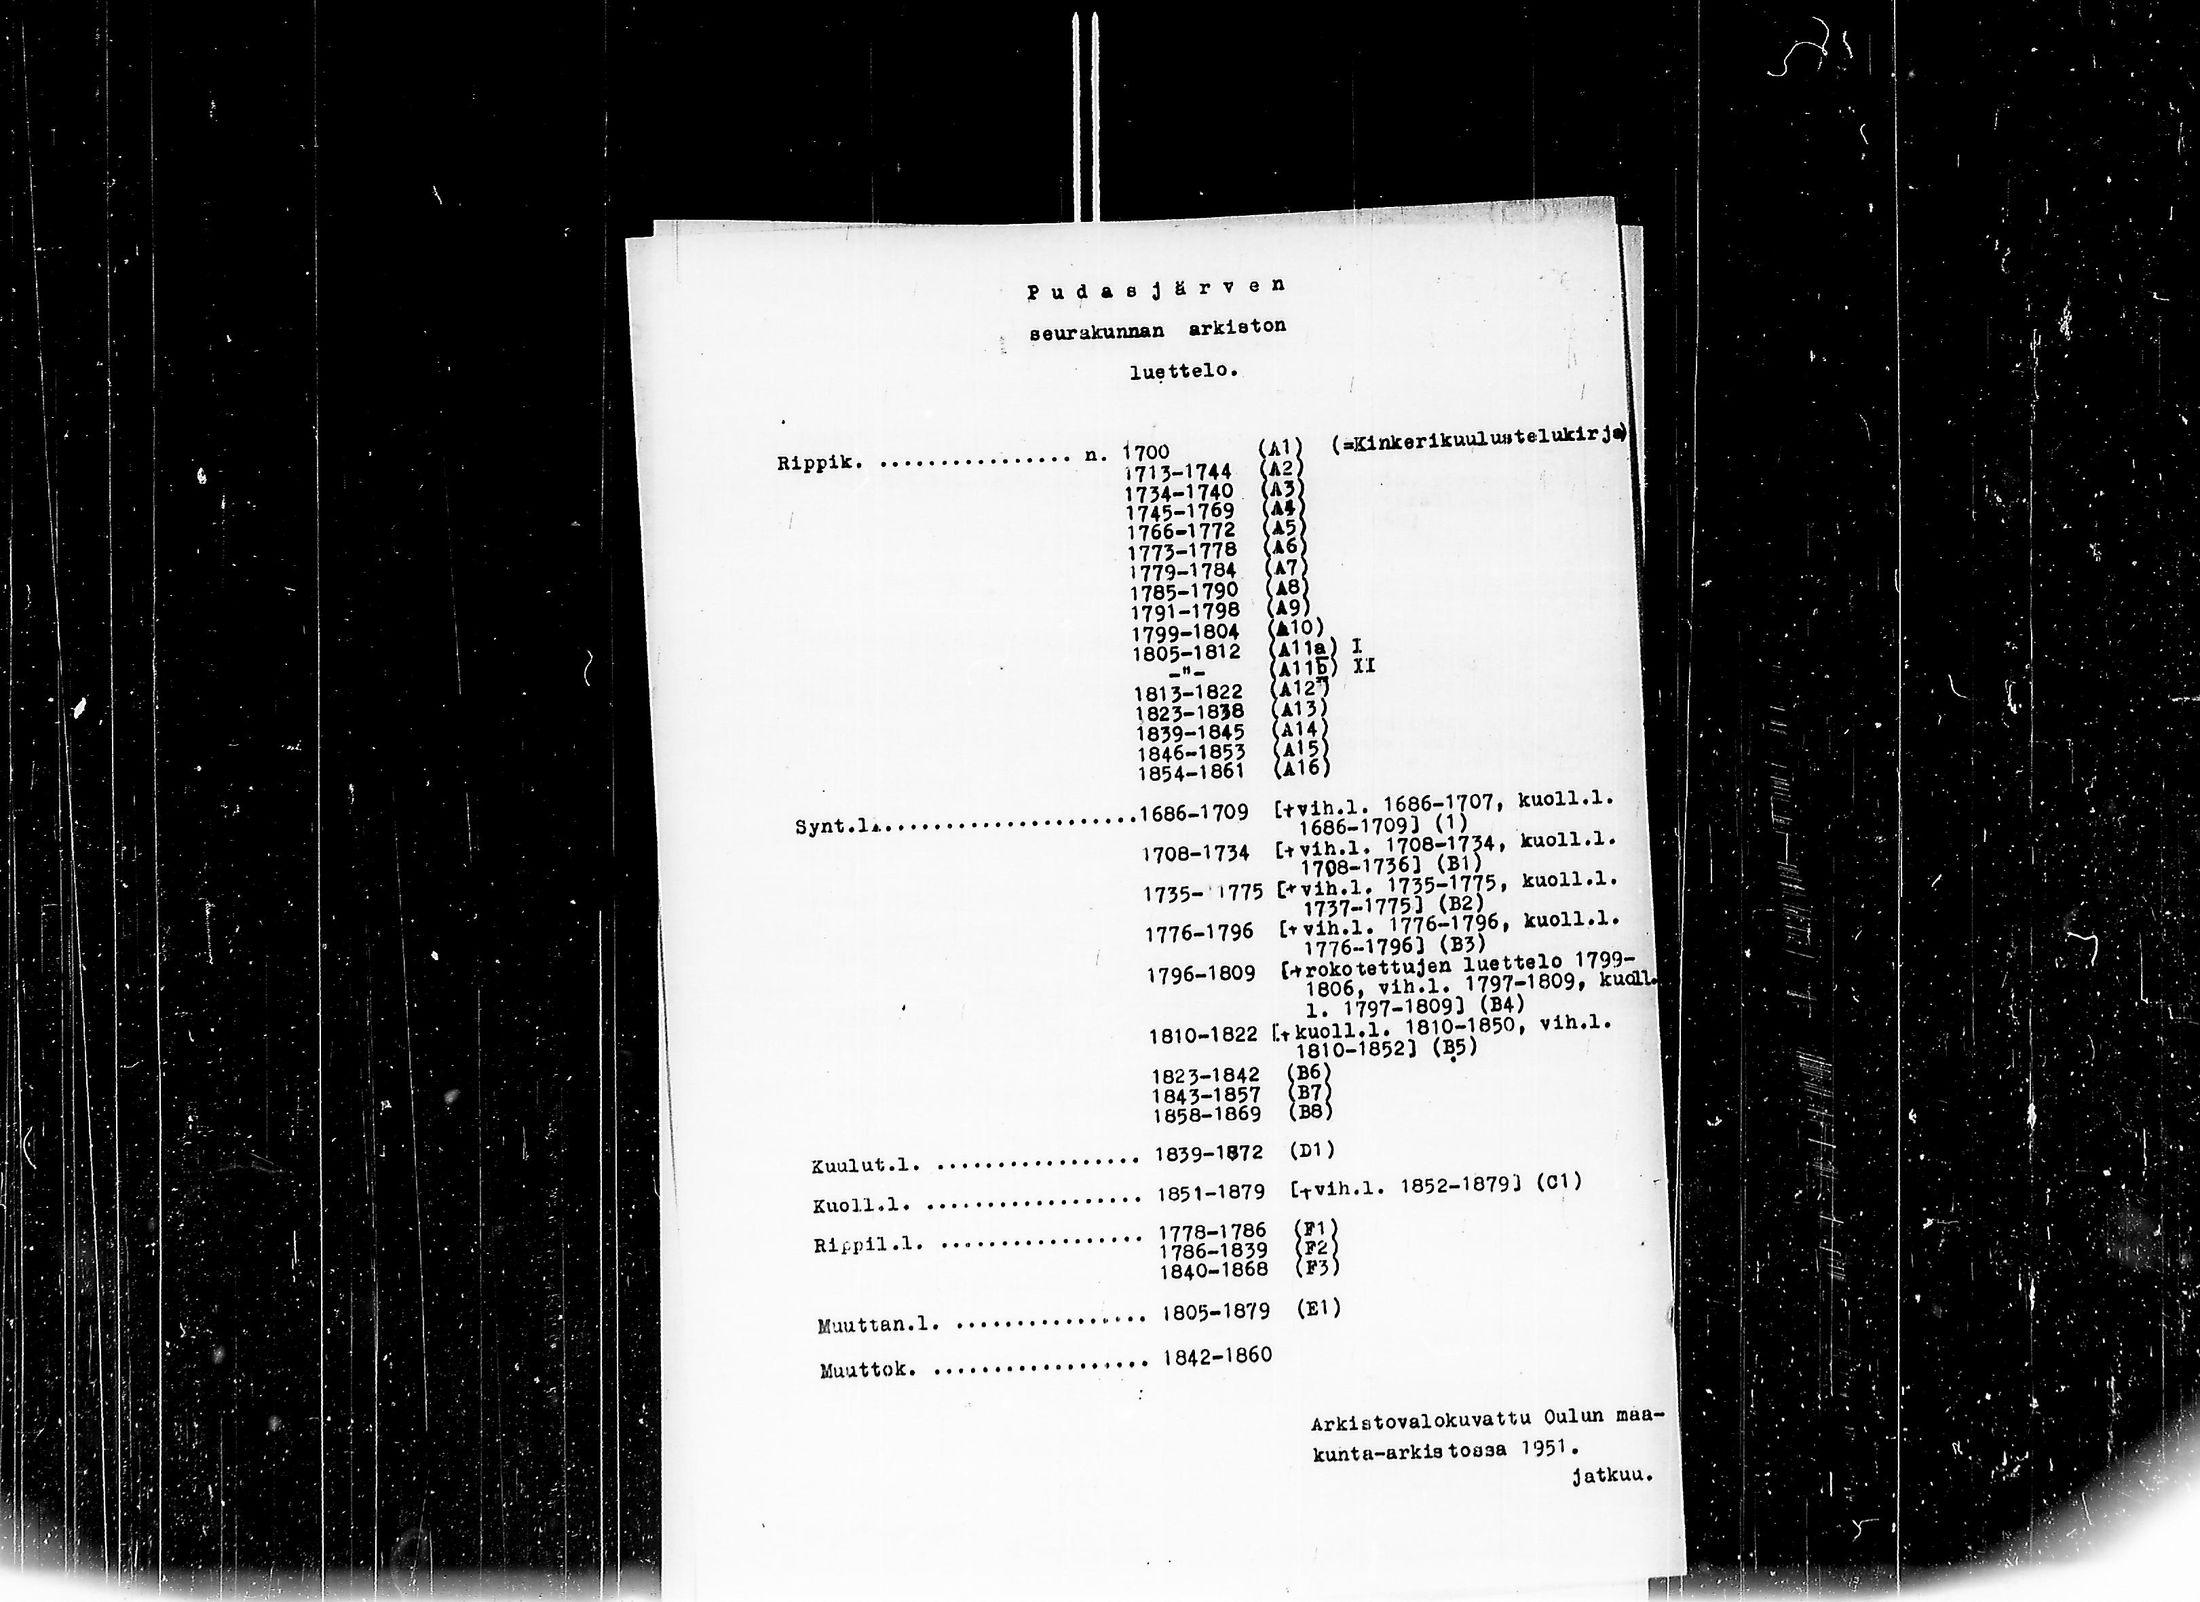 Pudasjärven
seurakunnan arkiston
luettelo.
Rippik. ................ n. 1700 (A1) (=Kinkerikuulustelukirja)
1713-1744 (A2)
1734-1740 (A3)
1745-1769 (A4)
1766-1772 (A5)
1773-1778 (A6)
1779-1784 (A7)
1785-1790 (A8)
1791-1798 (A9)
1799-1804 (A10)
1805-1812 (A11a) I
-"- (A11b) II
1813-1822 (A12)
1823-1838 (A13)
1839-1845 (A14)
1846-1853 (A15)
1854-1861 (A16)
Synt.l......................1686-1709 [+vih.l. 1686-1707, kuoll.l.
1686-1709] (1)
1708-1734 [+vih.l. 1708-1734, kuoll.l.
1708-1736] (B1)
1735-1775 [+vih.l. 1735-1775, kuoll.l.
1737-1775] (B2)
1776-1796 [+vih.l. 1776-1796, kuoll.l.
1776-1796] (B3)
1796-1809 [+rokotettujen luettelo 1799-
1806, vih.l. 1797-1809, kuoll.
l. 1797-1809] (B4)
1810-1822 [+kuoll.l. 1810-1850, vih.l.
1810-1852] (B5)
1823-1842 (B6)
1843-1857 (B7)
1858-1869 (B8)
Kuulut.l. ................. 1839-1872 (D1)
Kuoll.l. .................. 1851-1879 [+vih.l. 1852-1879] (C1)
Rippil.l. ................. 1778-1786 (F1)
1786-1839 (F2)
1840-1868 (F3)
Muuttan.l. ................ 1805-1879 (E1)
Muuttok. .................. 1842-1860
Arkistovalokuvattu Oulun maa-
kunta-arkistossa 1951.
jatkuu.